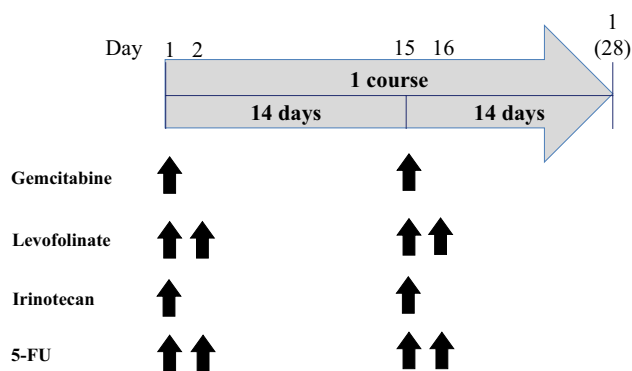 1
Day 1 2 15 16 (28)
1 course
14 days 14 days
Gemcitabine
Levofolinate
Irinotecan
5-FU